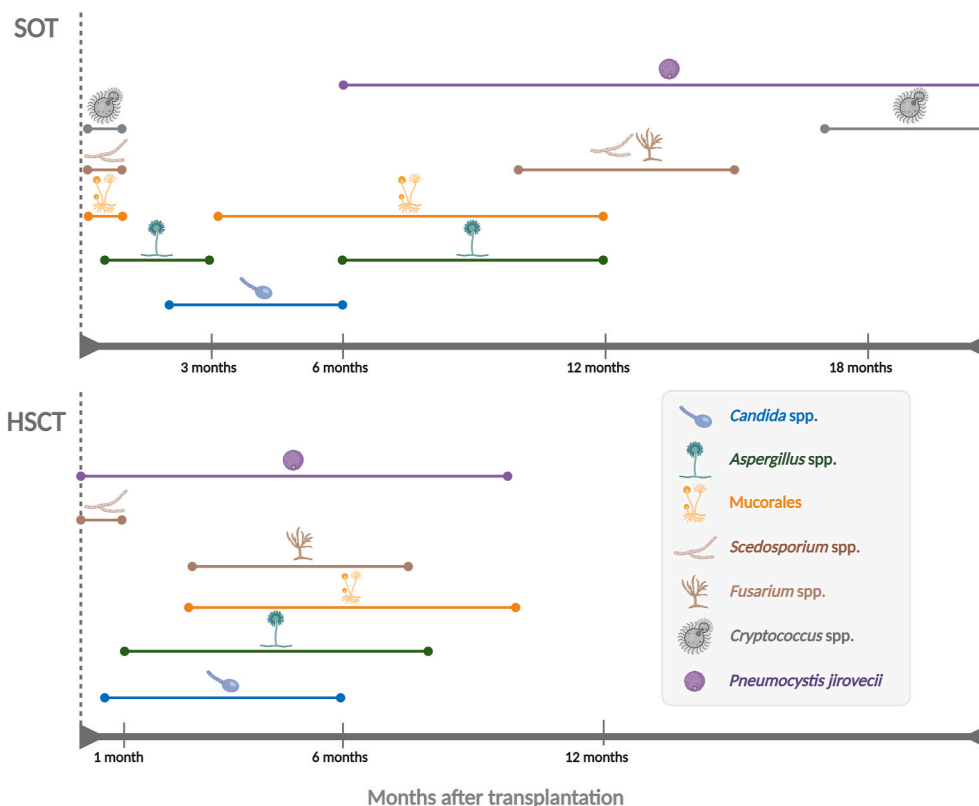 SOT
3 months
6 months
12 months
18 months
HSCT
Candida spp.
Aspergillus spp.
Mucorales
Scedosporium spp.
Fusarium spp.
Cryptococcus spp.
Pneumocystis jirovecii
1 month
6 months
12 months
Months after transplantation